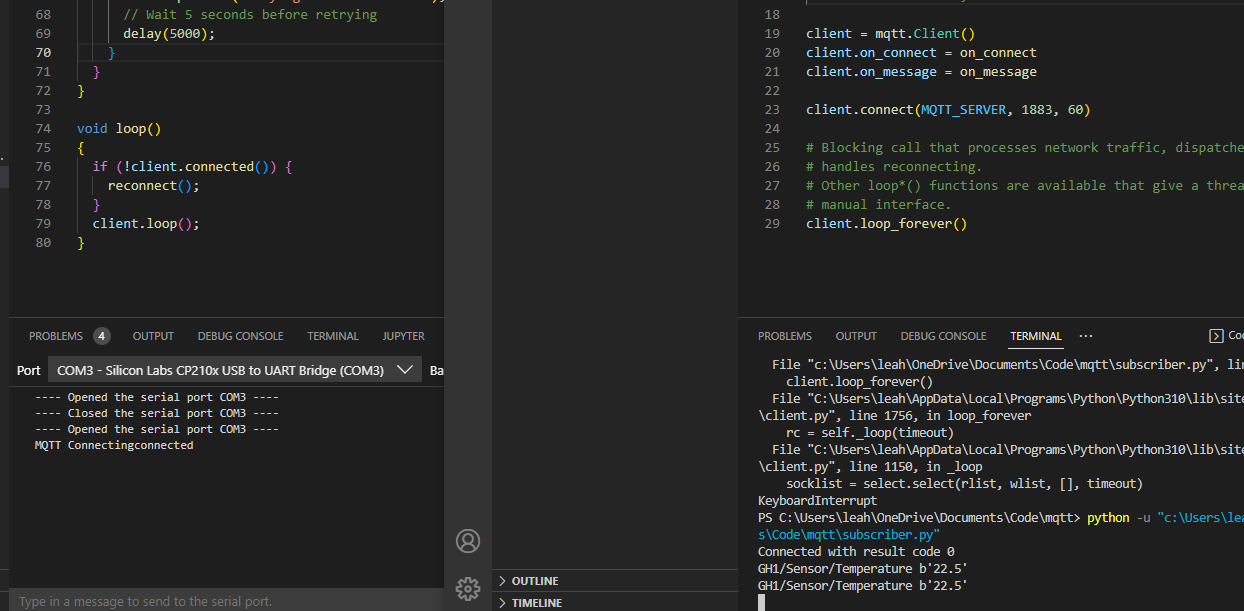 68 // Wait 5 seconds before retrying
69 delay(5000);
70 }
71 }
72 }
73
74 void loop()
75 {
76 if (!client.connected()) {
77 reconnect();
78 }
79 client.loop();
80 }
PROBLEMS 4 OUTPUT DEBUG CONSOLE TERMINAL JUPYTER
Port COM3 - Silicon Labs CP210x USB to UART Bridge (COM3) Ba
---- Opened the serial port COM3 ----
---- Closed the serial port COM3 ----
---- Opened the serial port COM3 ----
MQTT Connectingconnected
Type in a message to send to the serial port.
OUTLINE
TIMELINE
18
19 client = mqtt.Client()
20 client.on_connect = on_connect
21 client.on_message = on_message
22
23 client.connect(MQTT_SERVER, 1883, 60)
24
25 # Blocking call that processes network traffic, dispatche
26 # handles reconnecting.
27 # Other loop*() functions are available that give a threa
28 # manual interface.
29 client.loop_forever()
PROBLEMS OUTPUT DEBUG CONSOLE TERMINAL ··· Co
File "c:\Users\leah\OneDrive\Documents\Code\mqtt\subscriber.py", lin
client.loop_forever()
File "C:\Users\leah\AppData\Local\Programs\Python\Python310\lib\site
\client.py", line 1756, in loop_forever
rc = self._loop(timeout)
File "C:\Users\leah\AppData\Local\Programs\Python\Python310\lib\site
\client.py", line 1150, in _loop
socklist = select.select(rlist, wlist, [], timeout)
KeyboardInterrupt
PS C:\Users\leah\OneDrive\Documents\Code\mqtt> python -u "c:\Users\lea
s\Code\mqtt\subscriber.py"
Connected with result code 0
GH1/Sensor/Temperature b'22.5'
GH1/Sensor/Temperature b'22.5'